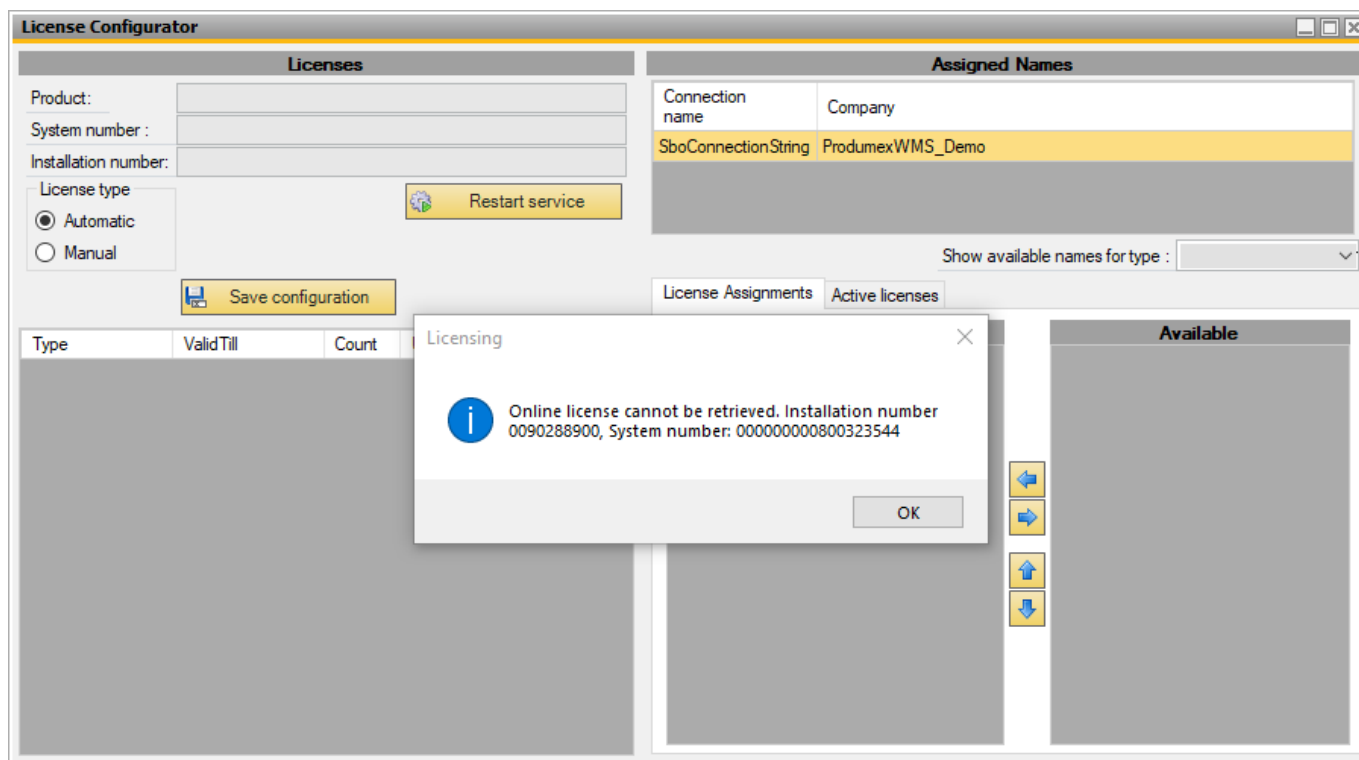 License Configurator
Licenses
Product:
System number :
Installation number:
License type
Automatic
Manual
Restart service
Save configuration
Type ValidTill Count
Assigned Names
Connection name Company
SboConnectionString ProdumexWMS_Demo
Show available names for type :
License Assignments Active licenses
Available
Licensing
Online license cannot be retrieved. Installation number
0090288900, System number: 000000000800323544
OK